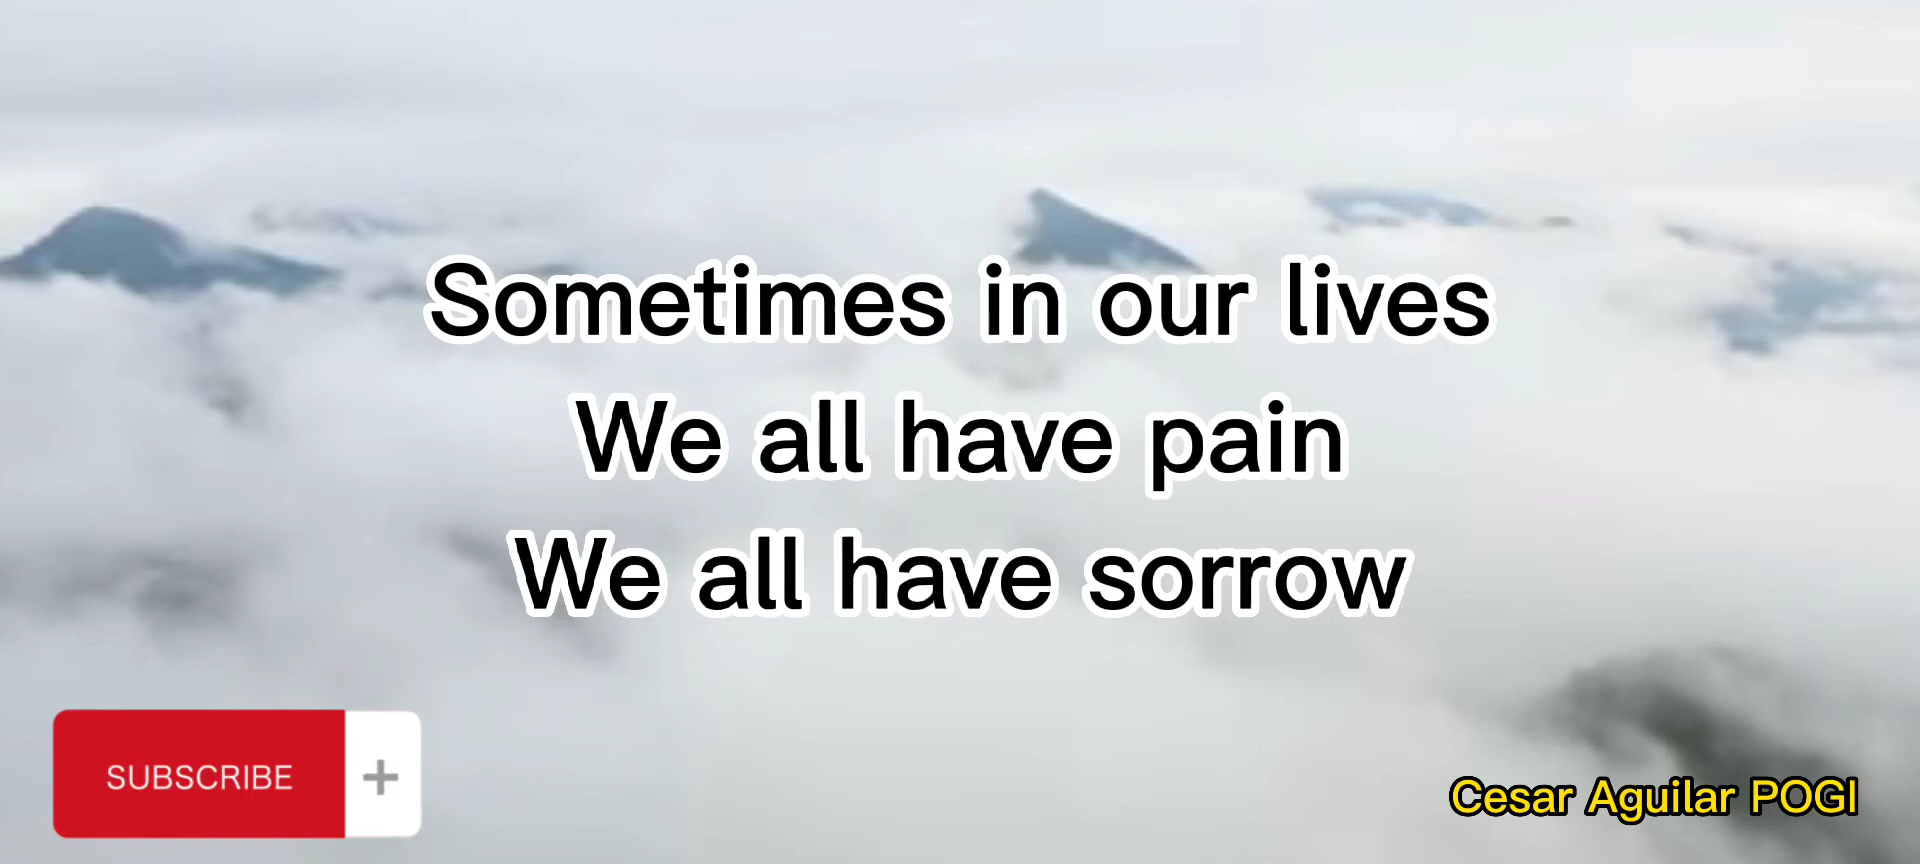 Sometimes in our lives
We all have pain
We all have sorrow
SUBSCRIBE +
Cesar Aguilar POGI